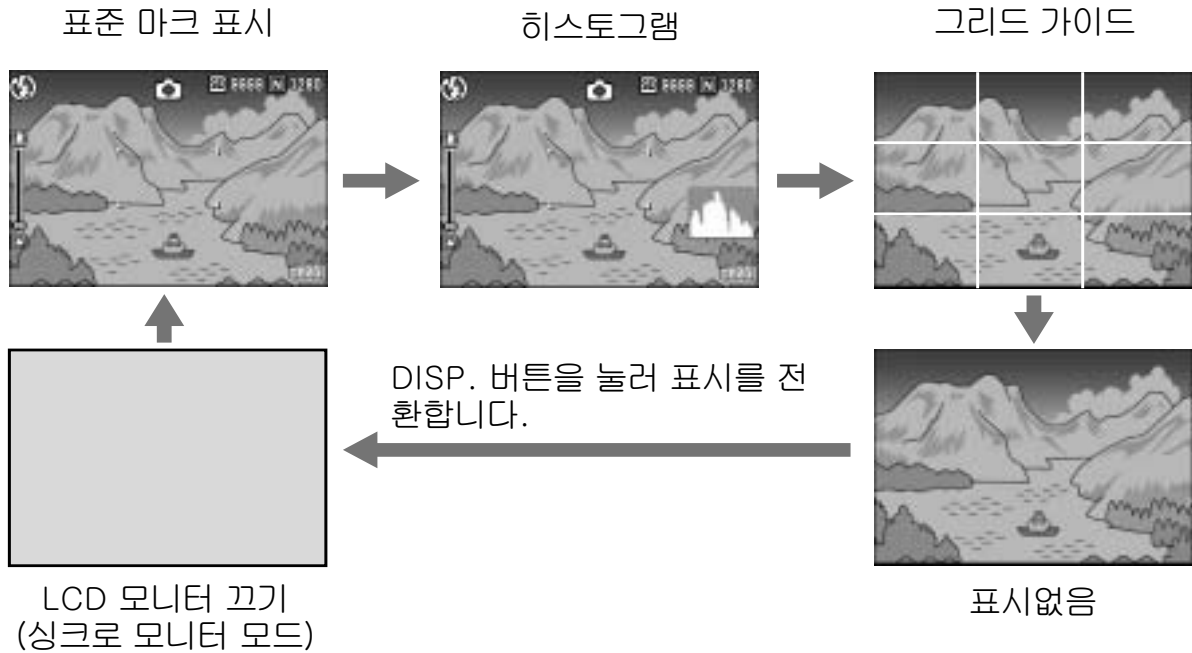 표준 마크 표시
히스토그램
그리드 가이드
DISP. 버튼을 눌러 표시를 전
환합니다.
LCD 모니터 끄기
(싱크로 모니터 모드)
표시없음